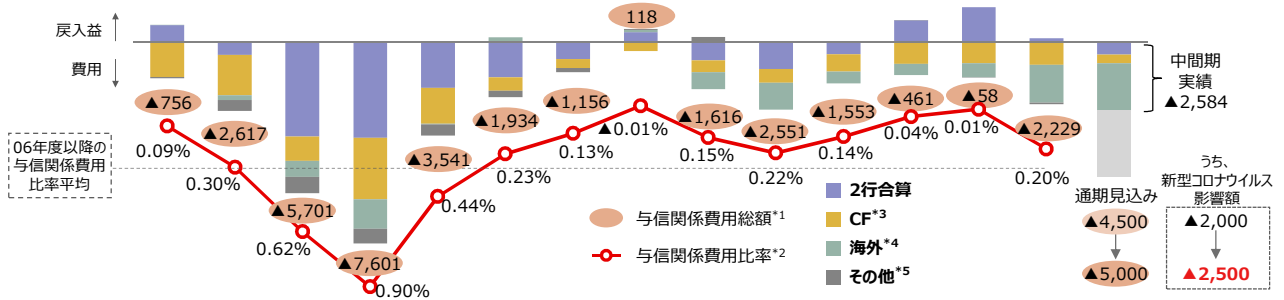 戻入益
費用
118
▲756
▲2,617
▲5,701
▲7,601
▲3,541
▲1,934
▲1,156
▲1,616
▲2,551
▲1,553
▲461
▲58
▲2,229
中間期
実績
▲2,584
06年度以降の
与信関係費用
比率平均
0.09%
0.30%
0.62%
0.90%
0.44%
0.23%
0.13%
▲0.01%
0.15%
0.22%
0.14%
0.04%
0.01%
0.20%
与信関係費用総額*1
与信関係費用比率*2
2行合算
CF*3
海外*4
その他*5
通期見込み
▲4,500
▲5,000
うち、
新型コロナウイルス
影響額
▲2,000
▲2,500